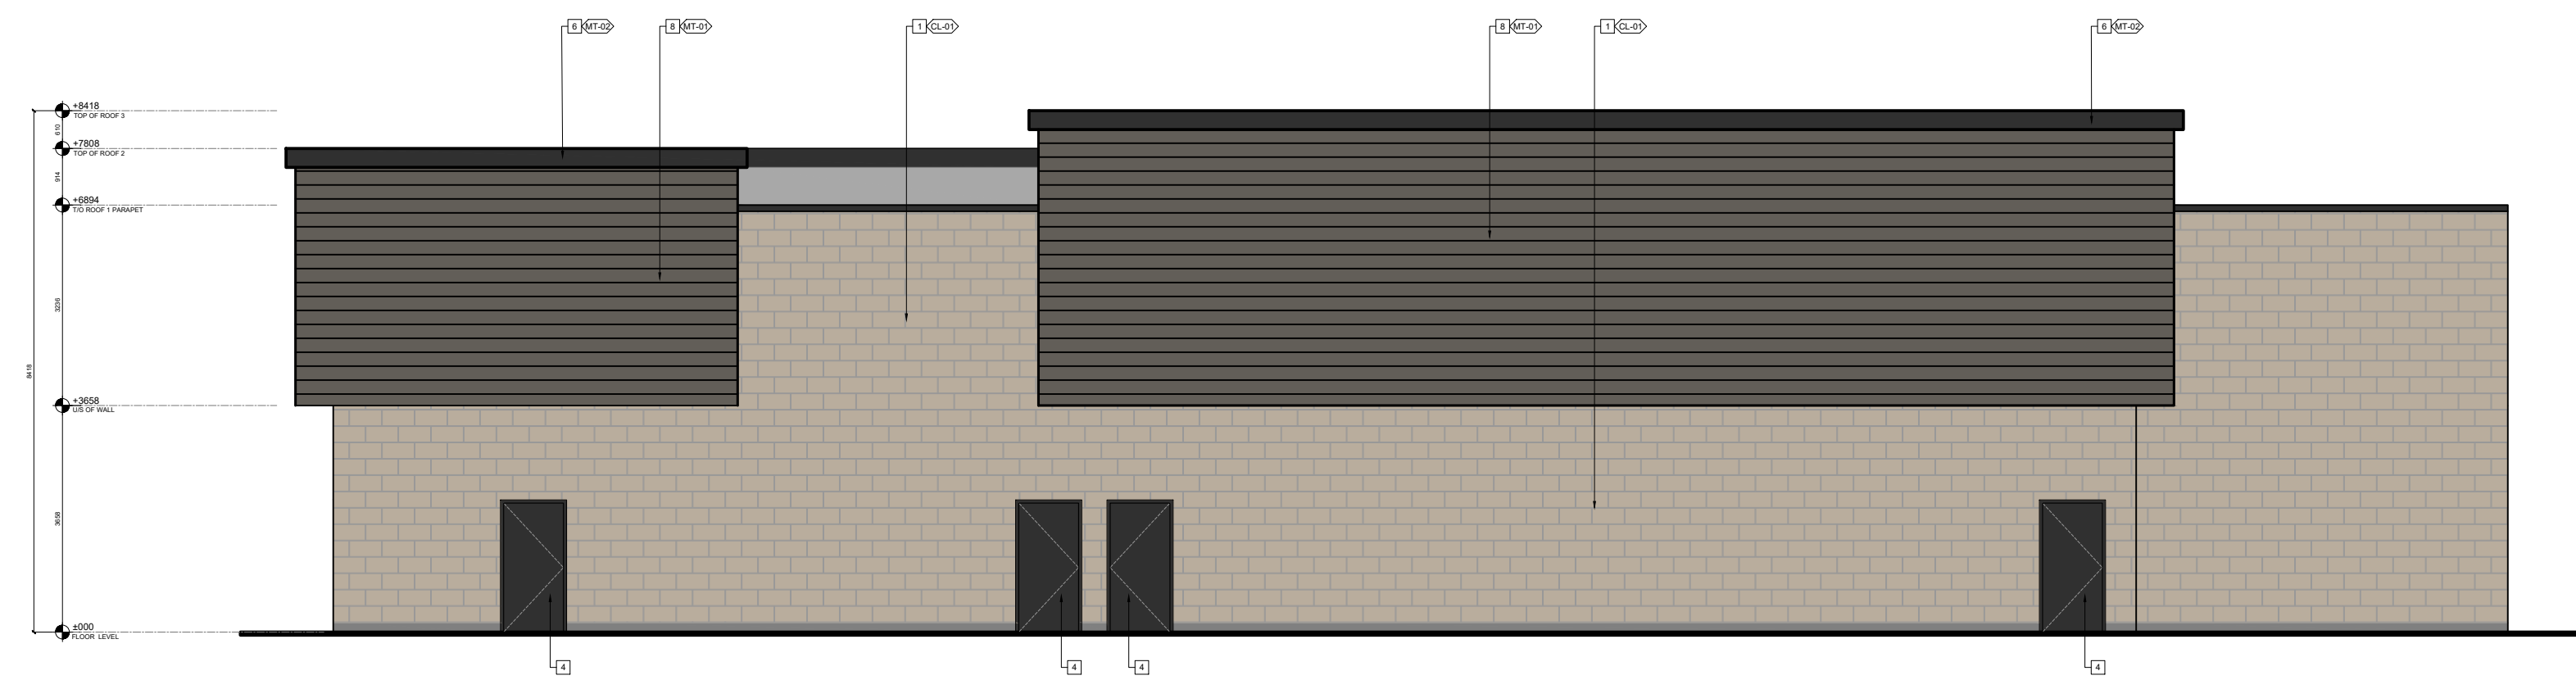 6 MT-02
8 MT-01
1 CL-01
8 MT-01
1 CL-01
6 MT-02
+8418
TOP OF ROOF 3
610
+7808
TOP OF ROOF 2
914
+6894
T/O ROOF 1 PARAPET
3236
8418
+3658
U/S OF WALL
3658
±000
FLOOR LEVEL
4
4
4
4